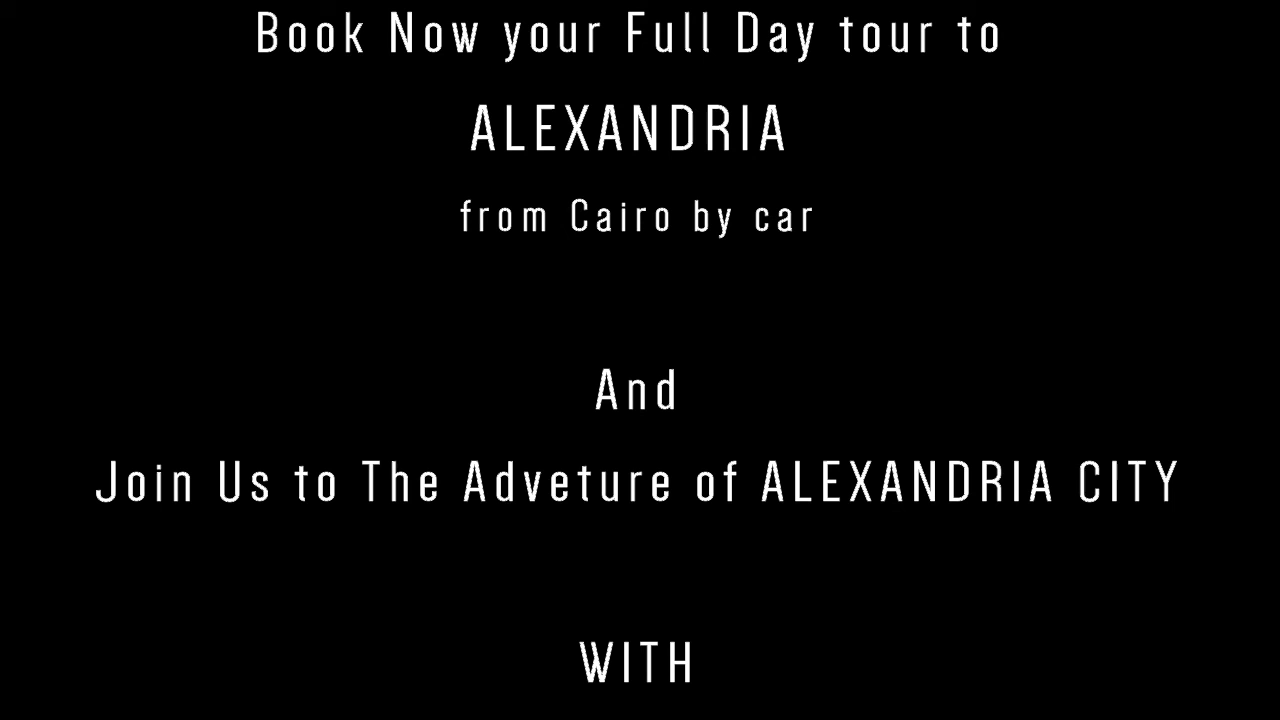 Book Now your Full Day tour to
ALEXANDRIA
from Cairo by car
And
Join Us to The Adveture of ALEXANDRIA CITY
WITH